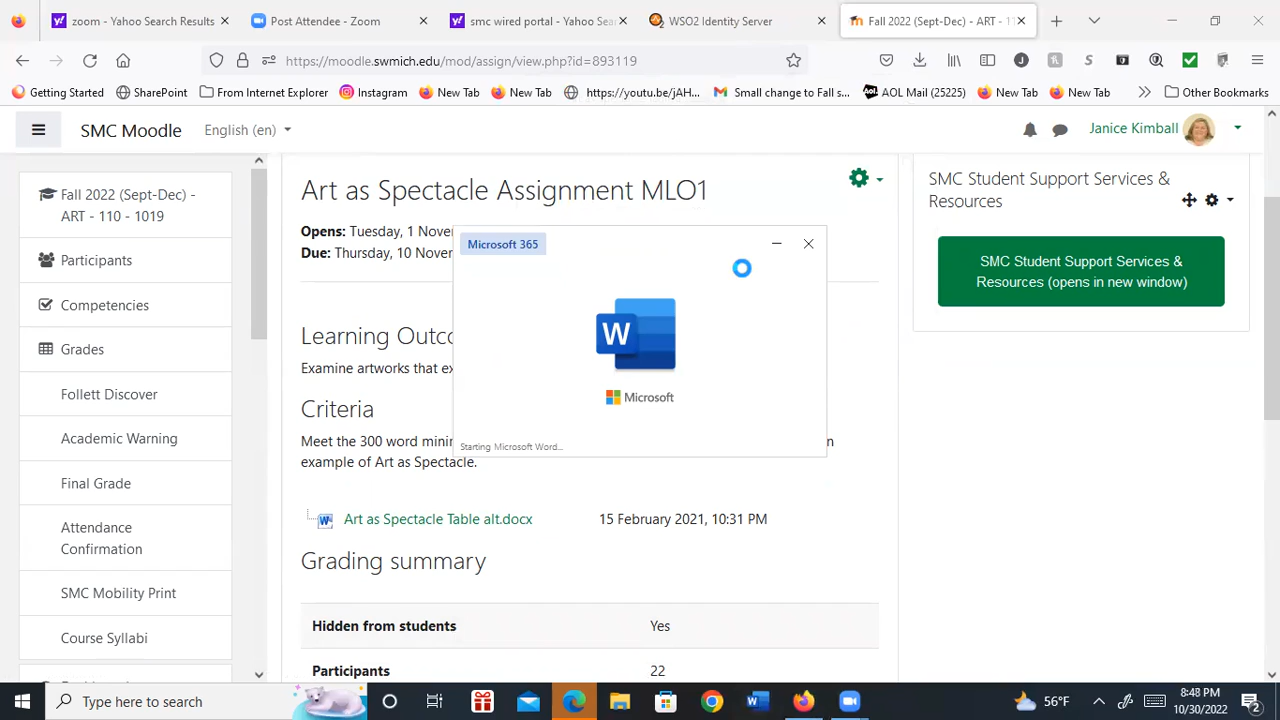 zoom - Yahoo Search Results
Post Attendee - Zoom
smc wired portal - Yahoo Sea
WSO2 Identity Server
Fall 2022 (Sept-Dec) - ART - 11
https://moodle.swmich.edu/mod/assign/view.php?id=893119
Getting Started
SharePoint
From Internet Explorer
Instagram
New Tab
New Tab
https://youtu.be/jAH...
Small change to Fall s...
AOL Mail (25225)
New Tab
New Tab
Other Bookmarks
SMC Moodle
English (en)
Janice Kimball
Fall 2022 (Sept-Dec) -
ART - 110 - 1019
Participants
Competencies
Grades
Follett Discover
Academic Warning
Final Grade
Attendance
Confirmation
SMC Mobility Print
Course Syllabi
Art as Spectacle Assignment MLO1
Opens: Tuesday, 1 Nover
Due: Thursday, 10 Nover
Learning Outco
Examine artworks that ex
Criteria
Meet the 300 word minir
n
example of Art as Spectacle.
Art as Spectacle Table alt.docx
15 February 2021, 10:31 PM
Grading summary
Hidden from students
Yes
Participants
22
Microsoft 365
W
Microsoft
Starting Microsoft Word...
SMC Student Support Services &
Resources
SMC Student Support Services &
Resources (opens in new window)
Type here to search
56°F
8:48 PM
10/30/2022
2